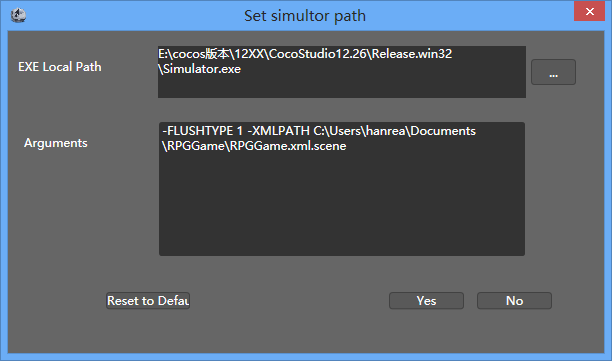 Set simultor path
EXE Local Path
E:\cocos版本\12XX\CocoStudio12.26\Release.win32
\Simulator.exe
...
Arguments
-FLUSHTYPE 1 -XMLPATH C:\Users\hanrea\Documents
\RPGGame\RPGGame.xml.scene
Reset to Defau
Yes
No